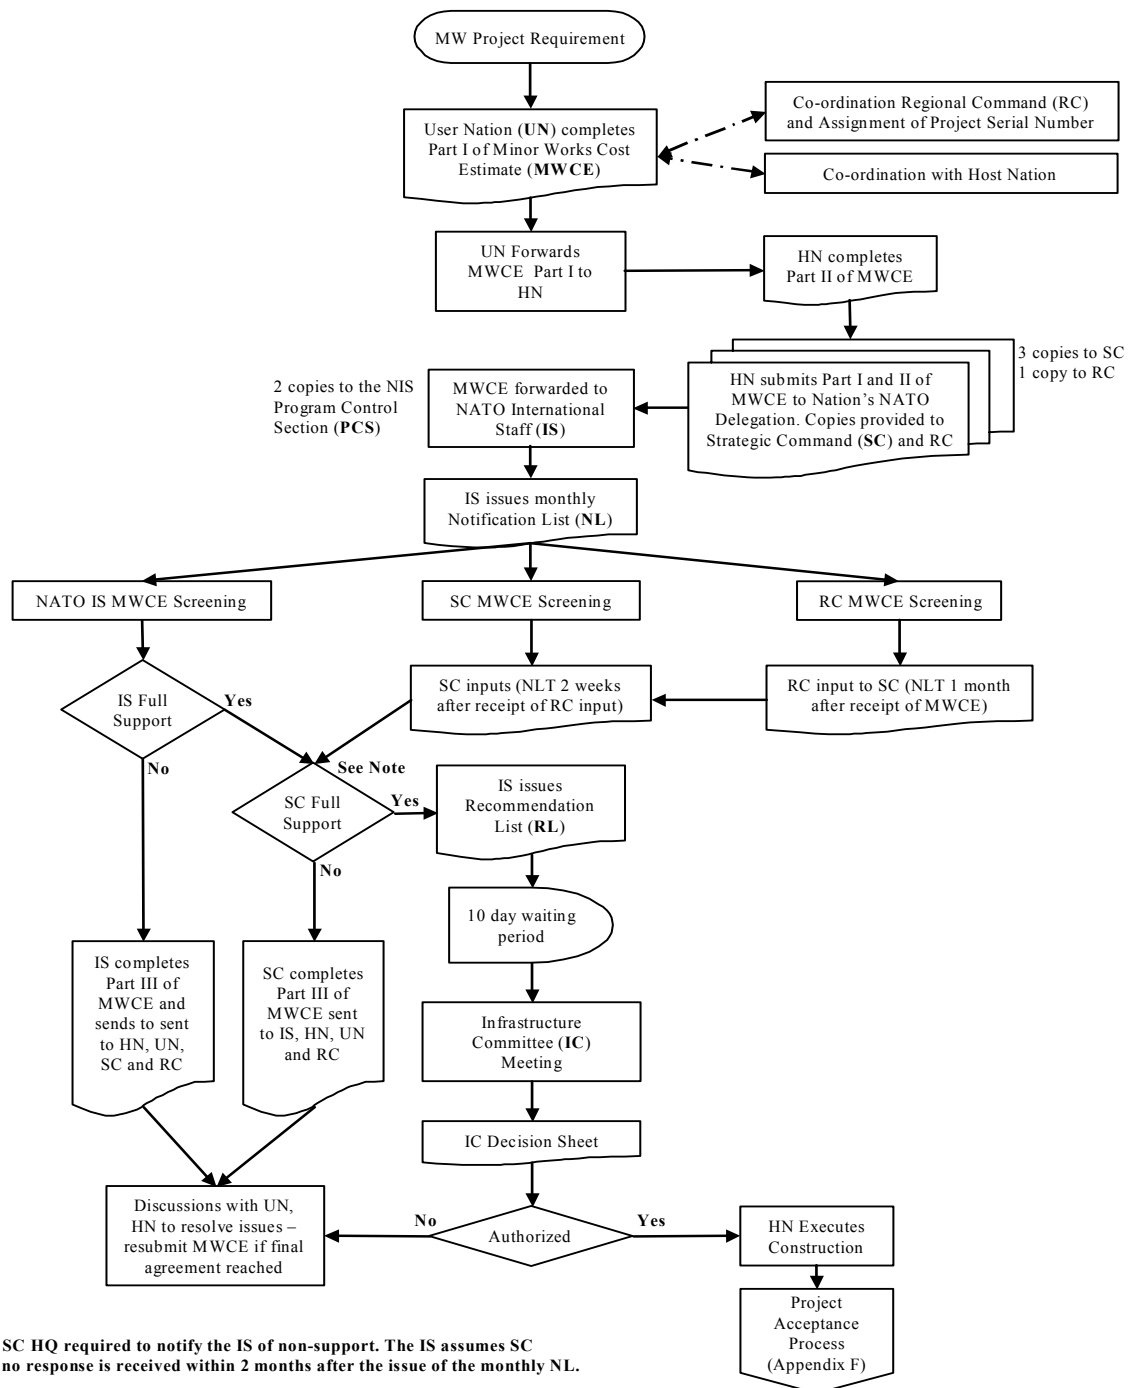 MW Project Requirement
User Nation (UN) completes
Part I of Minor Works Cost
Estimate (MWCE)
Co-ordination Regional Command (RC)
and Assignment of Project Serial Number
Co-ordination with Host Nation
UN Forwards
MWCE Part I to
HN
HN completes
Part II of MWCE
3 copies to SC
1 copy to RC
HN submits Part I and II of
MWCE to Nation's NATO
Delegation. Copies provided to
Strategic Command (SC) and RC
2 copies to the NIS
Program Control
Section (PCS)
MWCE forwarded to
NATO International
Staff (IS)
IS issues monthly
Notification List (NL)
NATO IS MWCE Screening
SC MWCE Screening
RC MWCE Screening
IS Full
Support
Yes
No
SC inputs (NLT 2 weeks
after receipt of RC input)
RC input to SC (NLT 1 month
after receipt of MWCE)
See Note
SC Full
Support
Yes
No
IS issues
Recommendation
List (RL)
10 day waiting
period
IS completes
Part III of
MWCE and
sends to sent
to HN, UN,
SC and RC
SC completes
Part III of
MWCE sent
to IS, HN, UN
and RC
Infrastructure
Committee (IC)
Meeting
IC Decision Sheet
Discussions with UN,
HN to resolve issues –
resubmit MWCE if final
agreement reached
No
Authorized
Yes
HN Executes
Construction
Project
Acceptance
Process
(Appendix F)
SC HQ required to notify the IS of non-support. The IS assumes SC
no response is received within 2 months after the issue of the monthly NL.